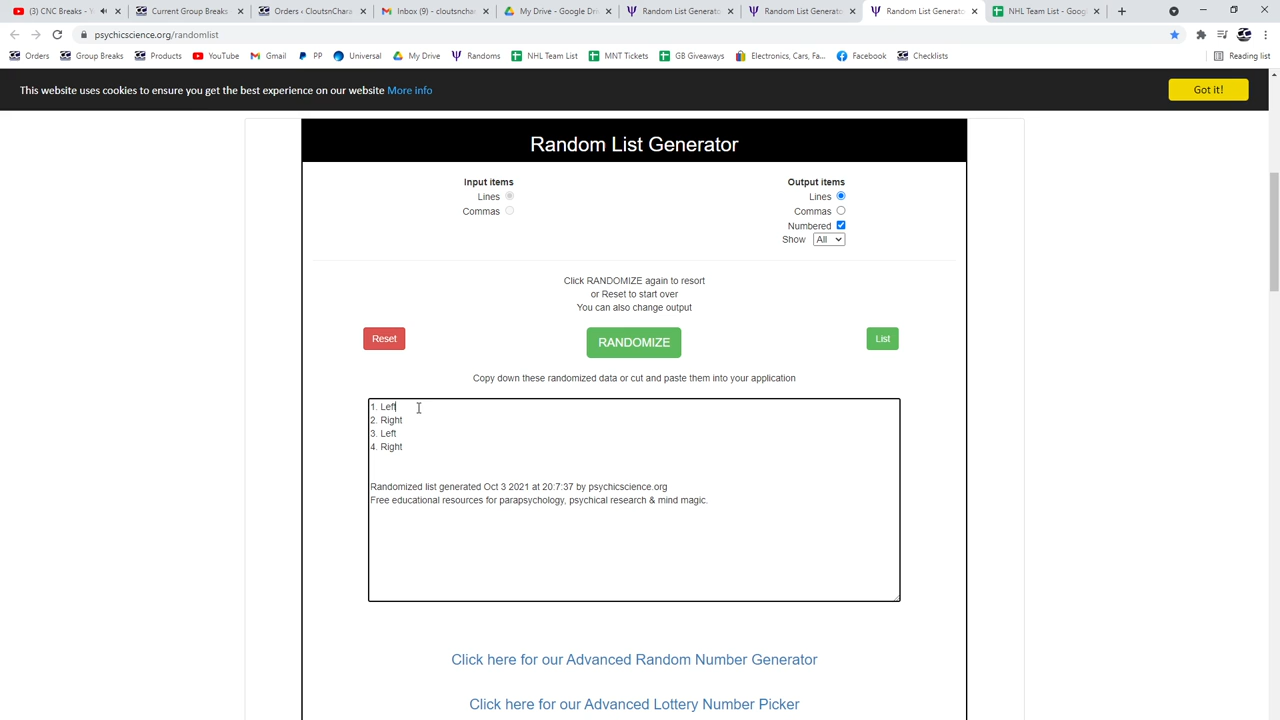 (3) CNC Breaks - Y
Current Group Breaks
Orders < CloutsnChara
Inbox (9) - cloutsnchar
My Drive - Google Dri
Random List Generato
Random List Generato
Random List Generato
NHL Team List - Goog
psychicscience.org/randomlist
Orders
Group Breaks
Products
YouTube
Gmail
PP
Universal
My Drive
Randoms
NHL Team List
MNT Tickets
GB Giveaways
Electronics, Cars, Fa...
Facebook
Checklists
Reading list
This website uses cookies to ensure you get the best experience on our website More info
Got it!
Random List Generator
Input items
Lines
Commas
Output items
Lines
Commas
Numbered
Show All
Click RANDOMIZE again to resort
or Reset to start over
You can also change output
Reset
RANDOMIZE
List
Copy down these randomized data or cut and paste them into your application
1. Left
2. Right
3. Left
4. Right
Randomized list generated Oct 3 2021 at 20:7:37 by psychicscience.org
Free educational resources for parapsychology, psychical research & mind magic.
Click here for our Advanced Random Number Generator
Click here for our Advanced Lottery Number Picker